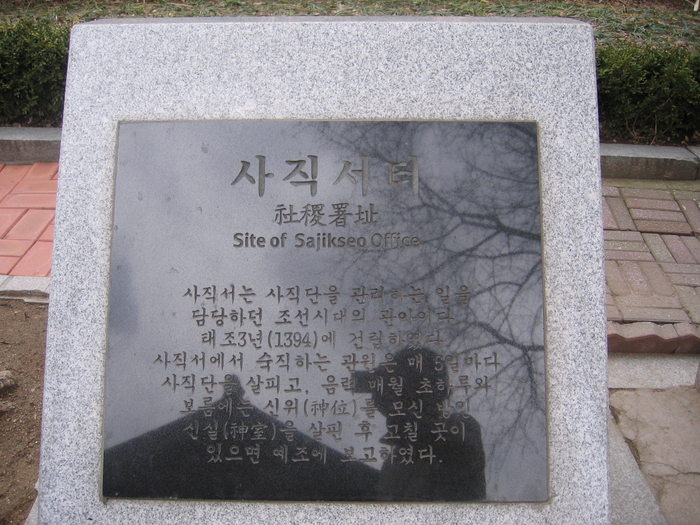 사직서터
社稷署址
Site of Sajikseo Office
사직서는 사직단을 관리하는 일을
담당하던 조선시대의 관아이다.
태조3년(1394)에 건립하였다.
사직서에서 숙직하는 관원은 매 5일마다
사직단을 살피고, 음력 매월 초하루와
보름에는 신위(神位)를 모신 방인
신실(神室)을 살핀 후 고칠 곳이
있으면 예조에 보고하였다.